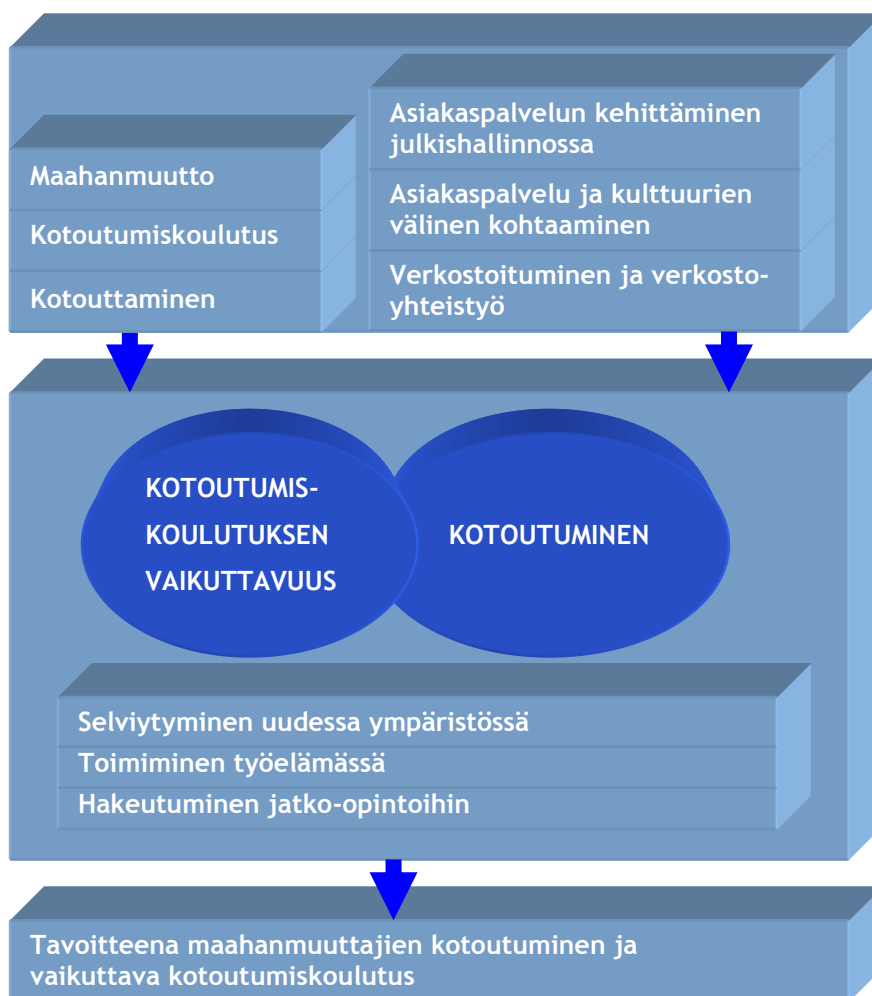 Maahanmuutto
Kotoutumiskoulutus
Kotouttaminen
Asiakaspalvelun kehittäminen
julkishallinnossa
Asiakaspalvelu ja kulttuurien
välinen kohtaaminen
Verkostoituminen ja verkosto-
yhteistyö
KOTOUTUMIS-
KOULUTUKSEN
VAIKUTTAVUUS
KOTOUTUMINEN
Selviytyminen uudessa ympäristössä
Toimiminen työelämässä
Hakeutuminen jatko-opintoihin
Tavoitteena maahanmuuttajien kotoutuminen ja
vaikuttava kotoutumiskoulutus